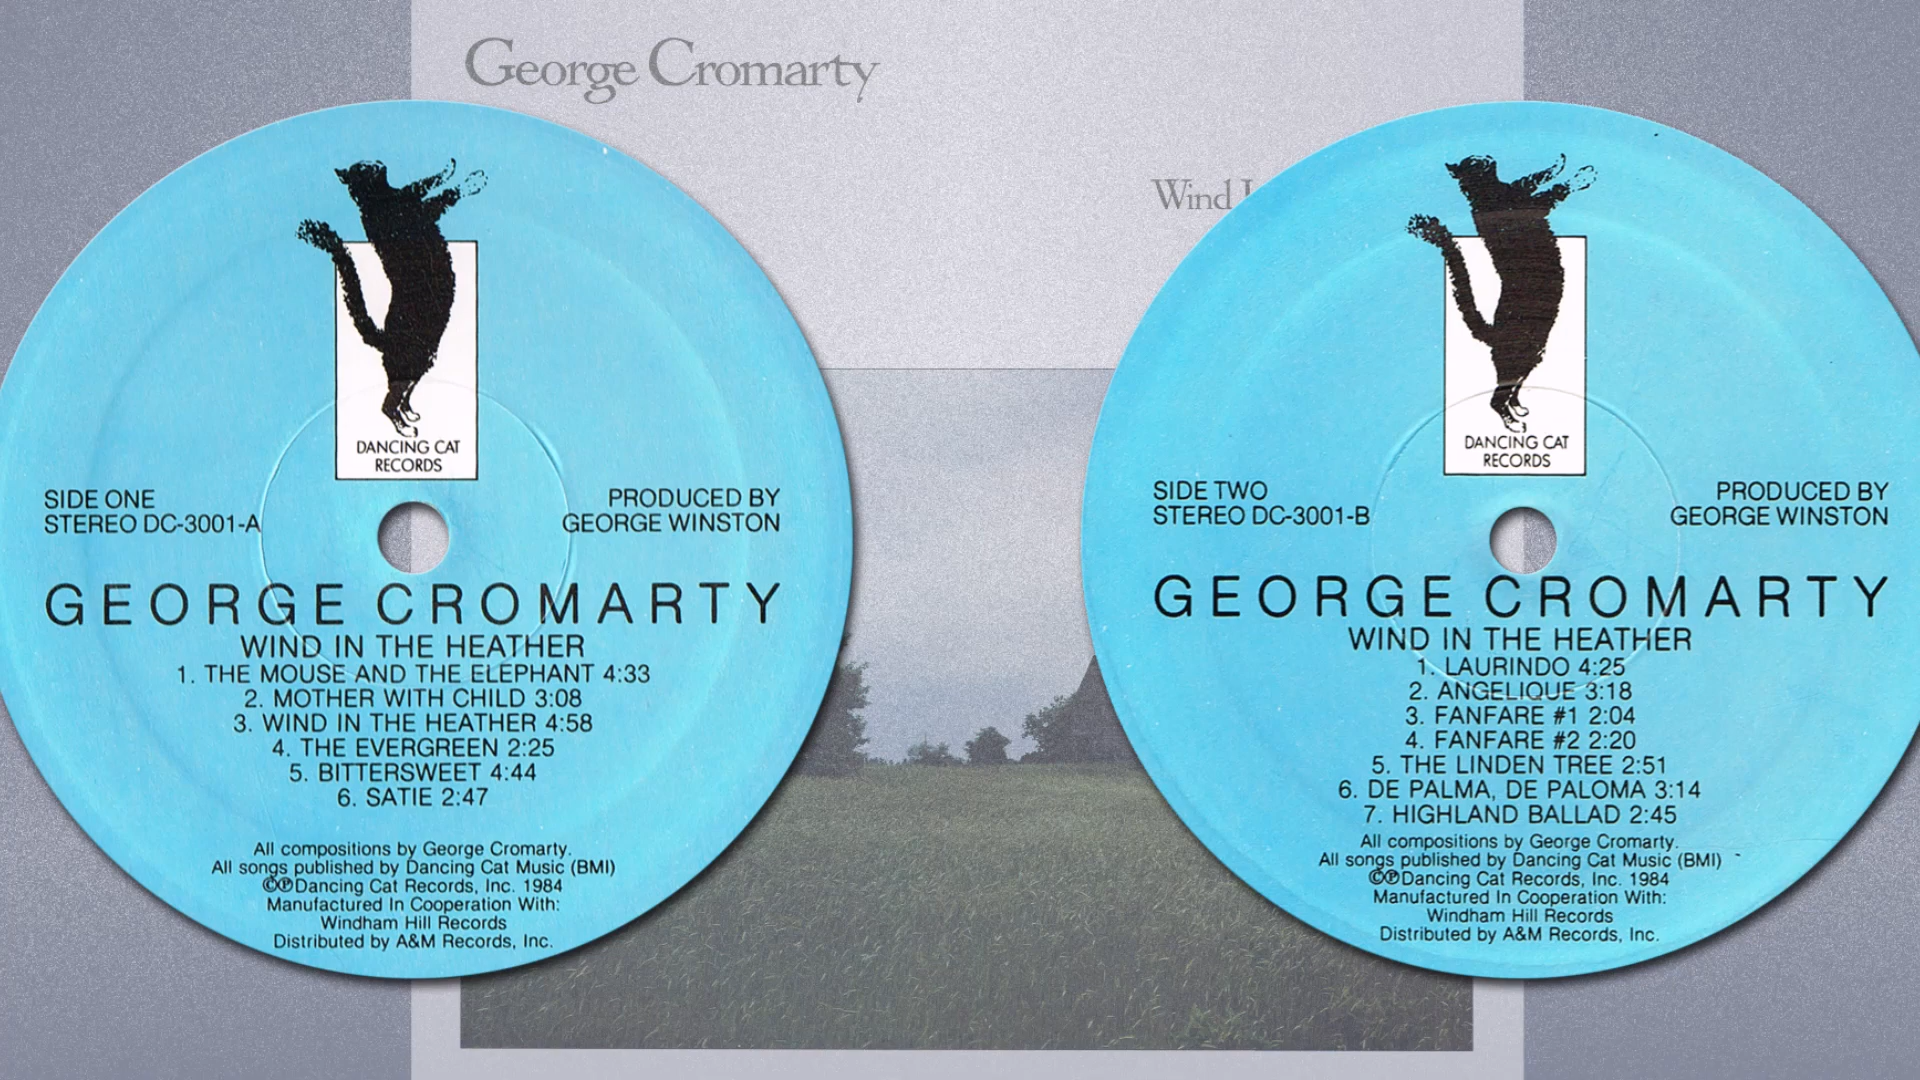 George Cromarty
Wind
DANCING CAT
RECORDS
SIDE ONE
STEREO DC-3001-A
PRODUCED BY
GEORGE WINSTON
GEORGE CROMARTY
WIND IN THE HEATHER
1. THE MOUSE AND THE ELEPHANT 4:33
2. MOTHER WITH CHILD 3:08
3. WIND IN THE HEATHER 4:58
4. THE EVERGREEN 2:25
5. BITTERSWEET 4:44
6. SATIE 2:47
All compositions by George Cromarty.
All songs published by Dancing Cat Music (BMI)
©℗Dancing Cat Records, Inc. 1984
Manufactured In Cooperation With:
Windham Hill Records
Distributed by A&M Records, Inc.
DANCING CAT
RECORDS
SIDE TWO
STEREO DC-3001-B
PRODUCED BY
GEORGE WINSTON
GEORGE CROMARTY
WIND IN THE HEATHER
1. LAURINDO 4:25
2. ANGELIQUE 3:18
3. FANFARE #1 2:04
4. FANFARE #2 2:20
5. THE LINDEN TREE 2:51
6. DE PALMA, DE PALOMA 3:14
7. HIGHLAND BALLAD 2:45
All compositions by George Cromarty.
All songs published by Dancing Cat Music (BMI)
©℗Dancing Cat Records, Inc. 1984
Manufactured In Cooperation With:
Windham Hill Records
Distributed by A&M Records, Inc.